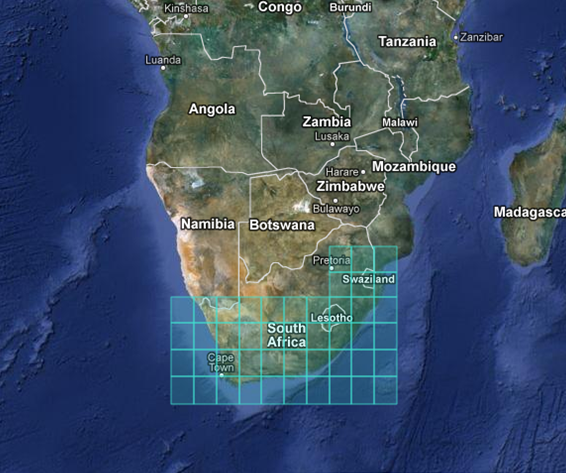 Kinshasa
Congo
Burundi
Tanzania
Zanzibar
Luanda
Angola
Zambia
Malawi
Lusaka
Harare
Mozambique
Zimbabwe
Bulawayo
Madagasca
Namibia
Botswana
Pretoria
Swaziland
Lesotho
South
Africa
Cape
Town